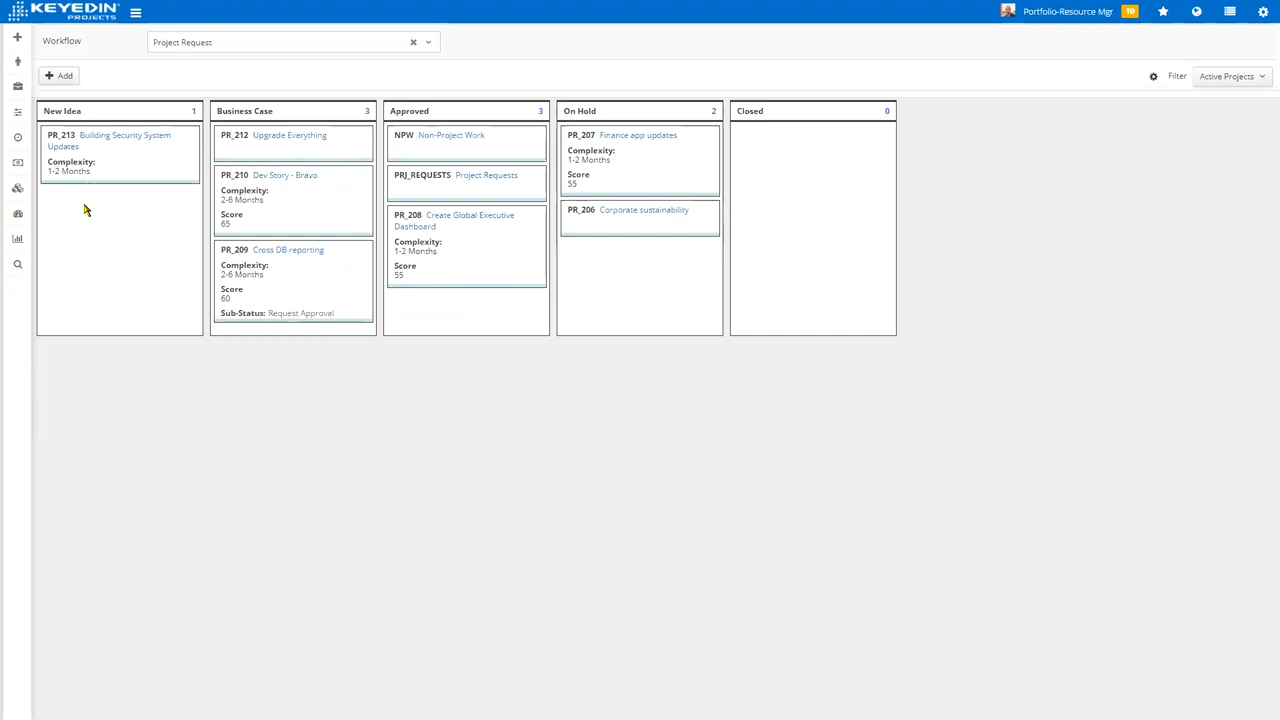 KEYEDIN®
PROJECTS
Portfolio-Resource Mgr 10
Workflow Project Request
Add
Filter Active Projects
New Idea 1
PR_213 Building Security System
Updates
Complexity:
1-2 Months
Business Case 3
PR_212 Upgrade Everything
PR_210 Dev Story - Bravo
Complexity:
2-6 Months
Score
65
PR_209 Cross DB reporting
Complexity:
2-6 Months
Score
60
Sub-Status: Request Approval
Approved 3
NPW Non-Project Work
PRJ_REQUESTS Project Requests
PR_208 Create Global Executive
Dashboard
Complexity:
1-2 Months
Score
55
On Hold 2
PR_207 Finance app updates
Complexity:
1-2 Months
Score
55
PR_206 Corporate sustainability
Closed 0